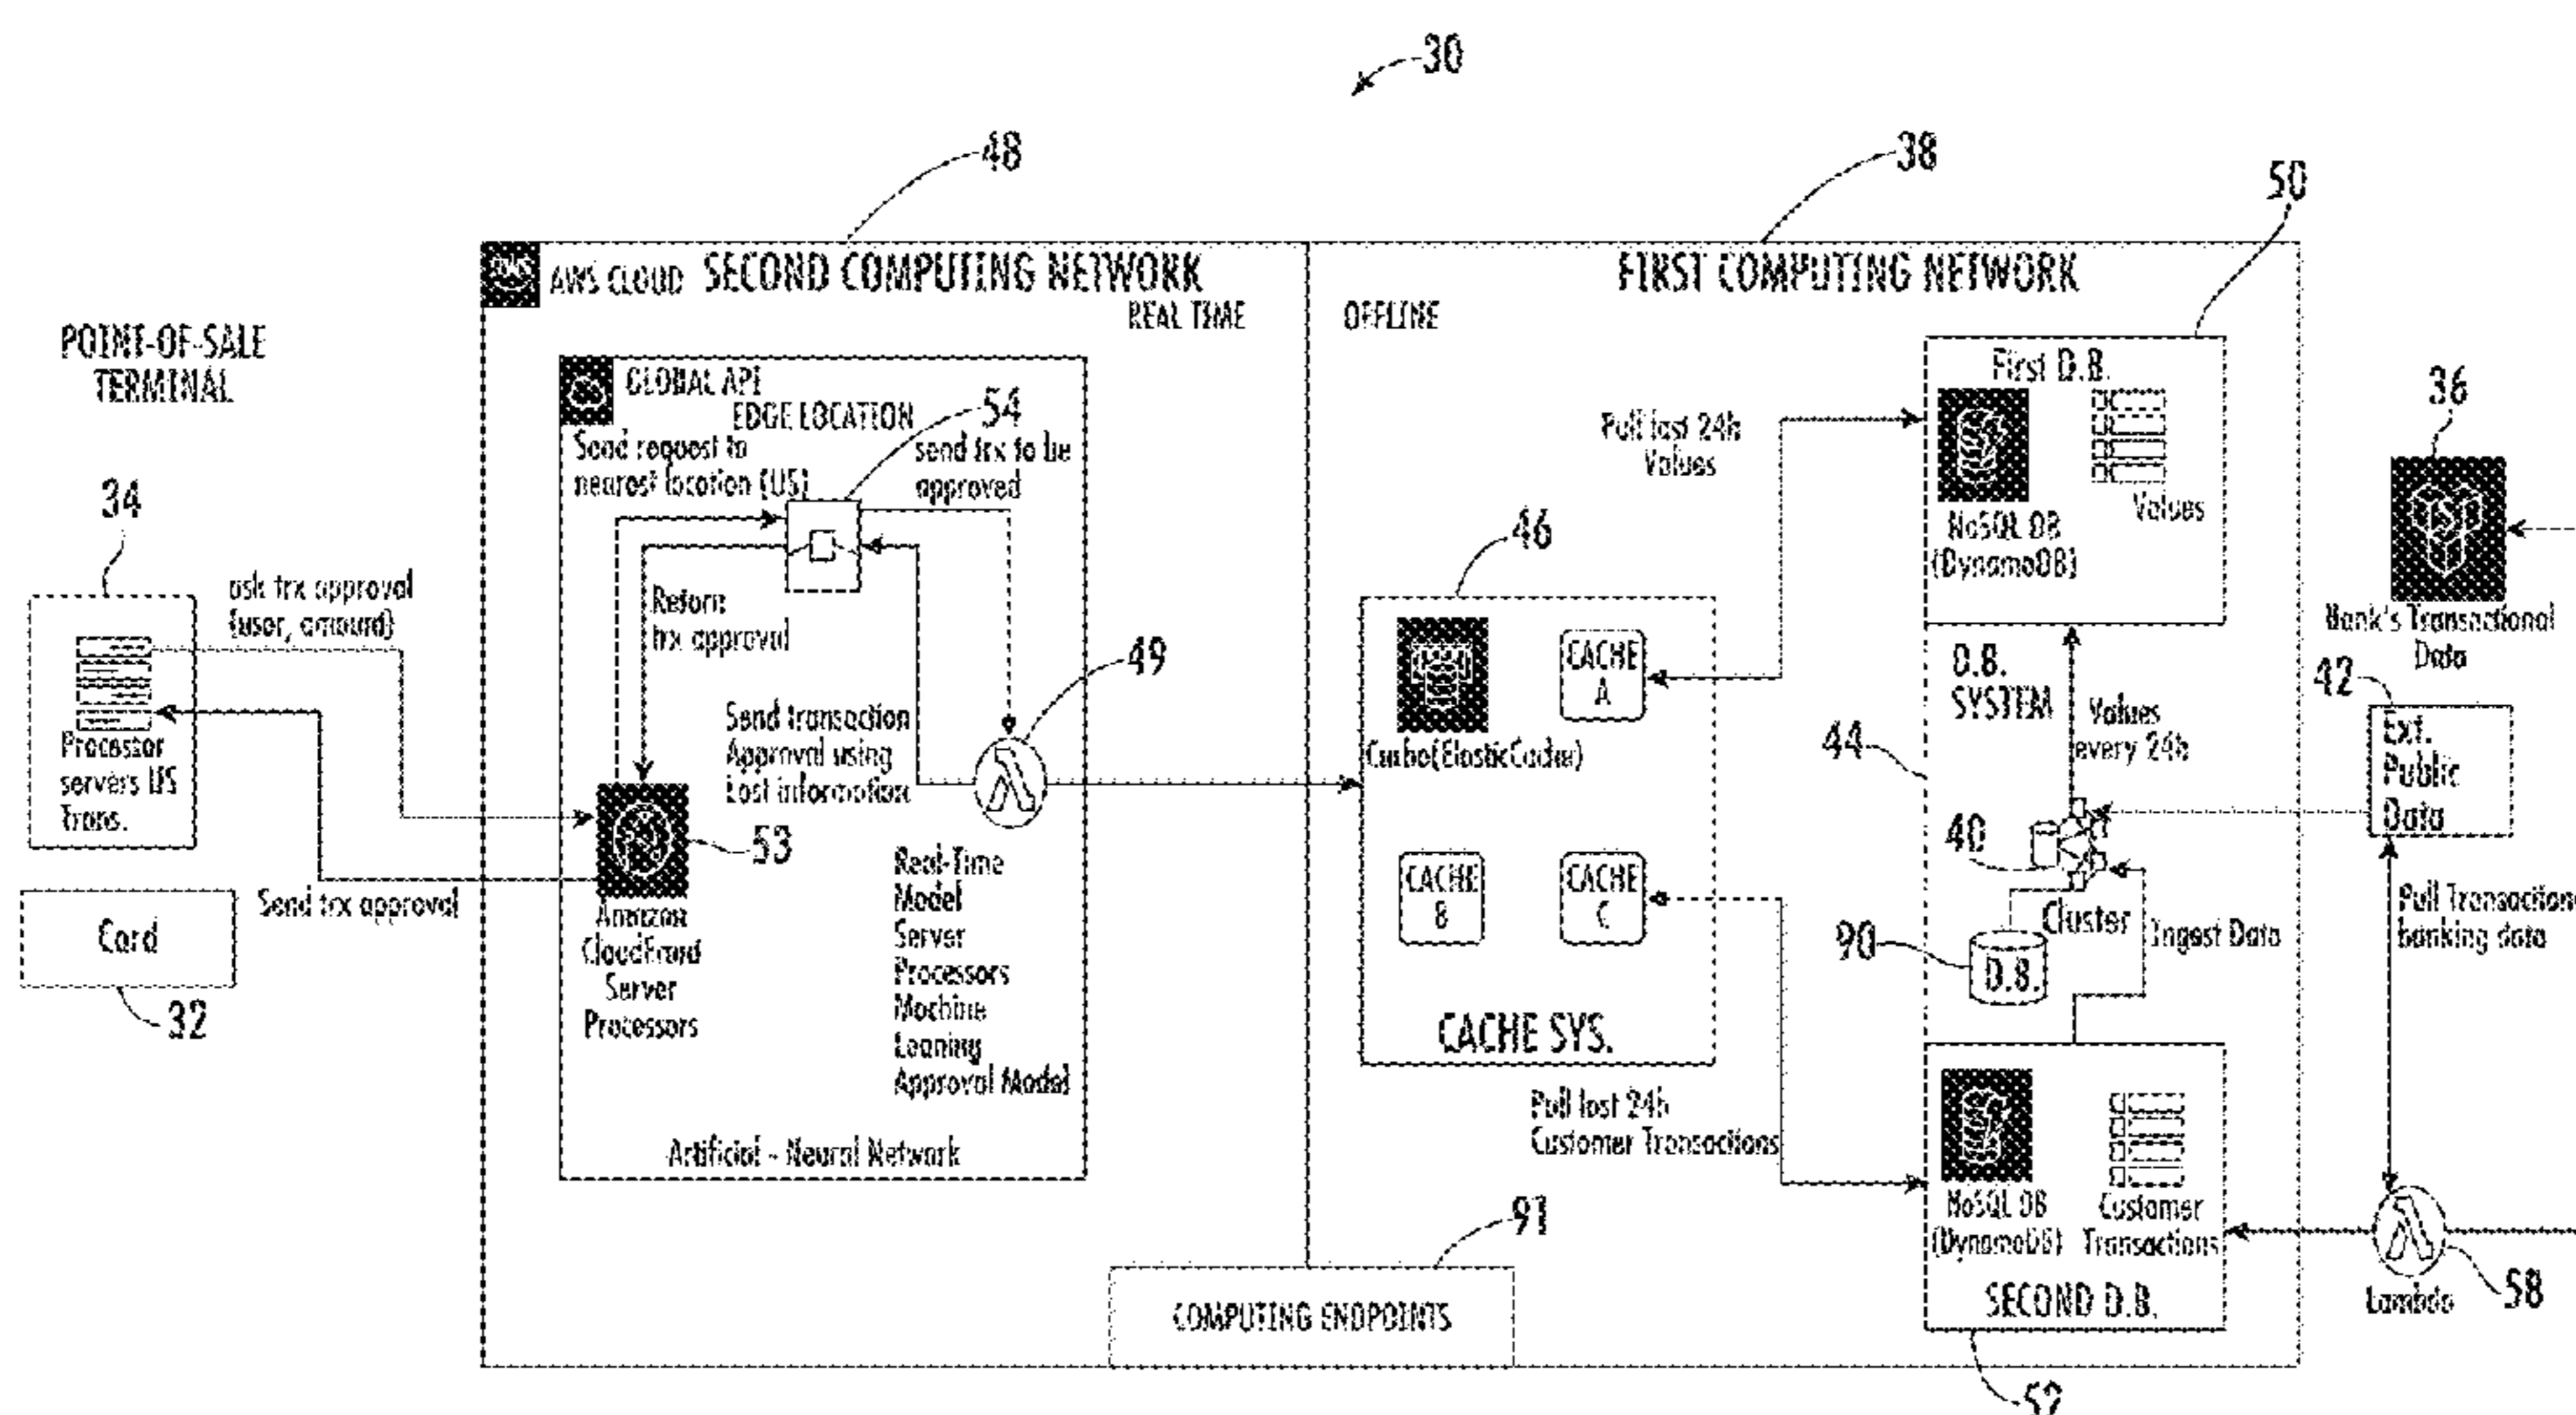 30
48
38
50
AWS CLOUD SECOND COMPUTING NETWORK
REAL TIME
FIRST COMPUTING NETWORK
OFFLINE
POINT-OF-SALE
TERMINAL
34
ask trx approval
(user, amount)
Processor
servers US
Trans.
Send trx approval
Card
32
GLOBAL API
EDGE LOCATION
54
Send request to
nearest location (US)
send trx to be
approved
Return
trx approval
49
Send transaction
Approval using
Last information
53
Amazon
CloudFront
Server
Processors
Real-Time
Model
Server
Processors
Machine
Leaning
Approval Model
Artificial - Neural Network
91
COMPUTING ENDPOINTS
46
CACHE
A
Cache(ElasticCache)
CACHE
B
CACHE
C
CACHE SYS.
Pull last 24h
Values
Pull last 24h
Customer Transactions
First D.B.
NoSQL DB
(DynamoDB)
Values
D.B.
SYSTEM
44
Values
every 24h
40
Cluster
90
D.B.
Ingest Data
NoSQL DB
(DynamoDB)
Customer
Transactions
SECOND D.B.
52
36
Bank's Transactional
Data
42
Ext.
Public
Data
Pull Transaction
banking data
Lambda
58